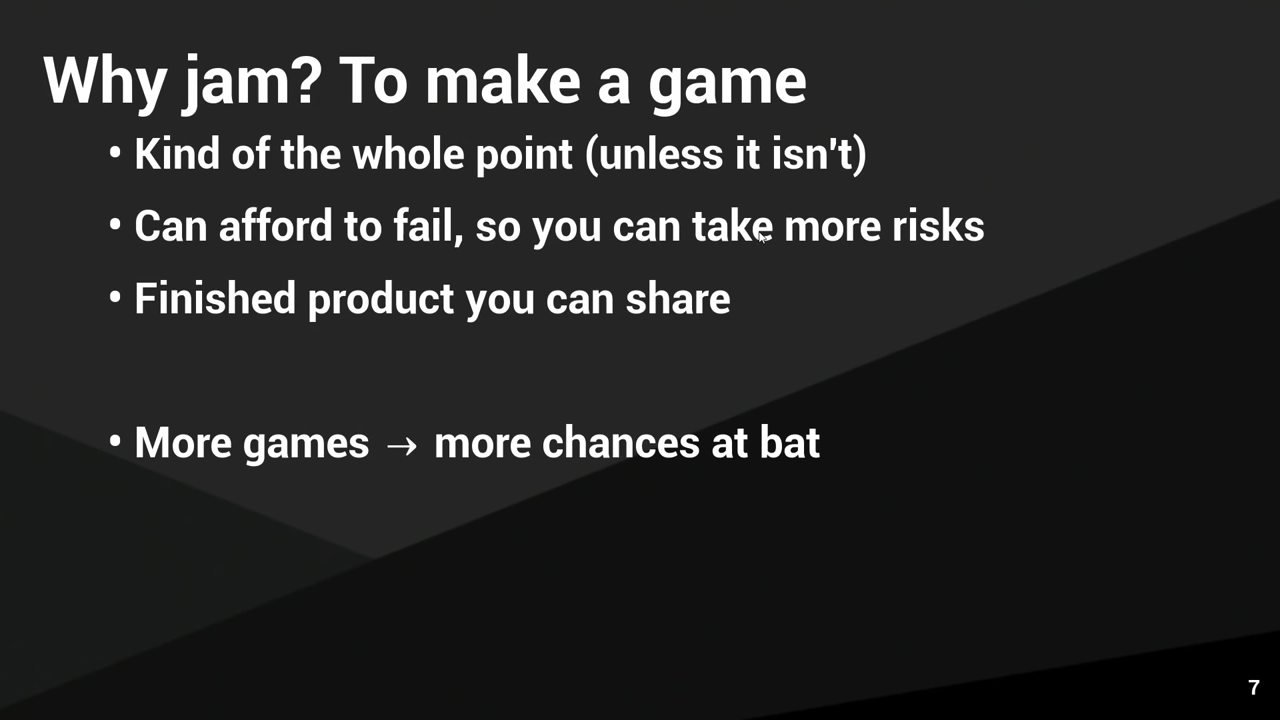 Why jam? To make a game
• Kind of the whole point (unless it isn't)
• Can afford to fail, so you can take more risks
• Finished product you can share
• More games → more chances at bat
7